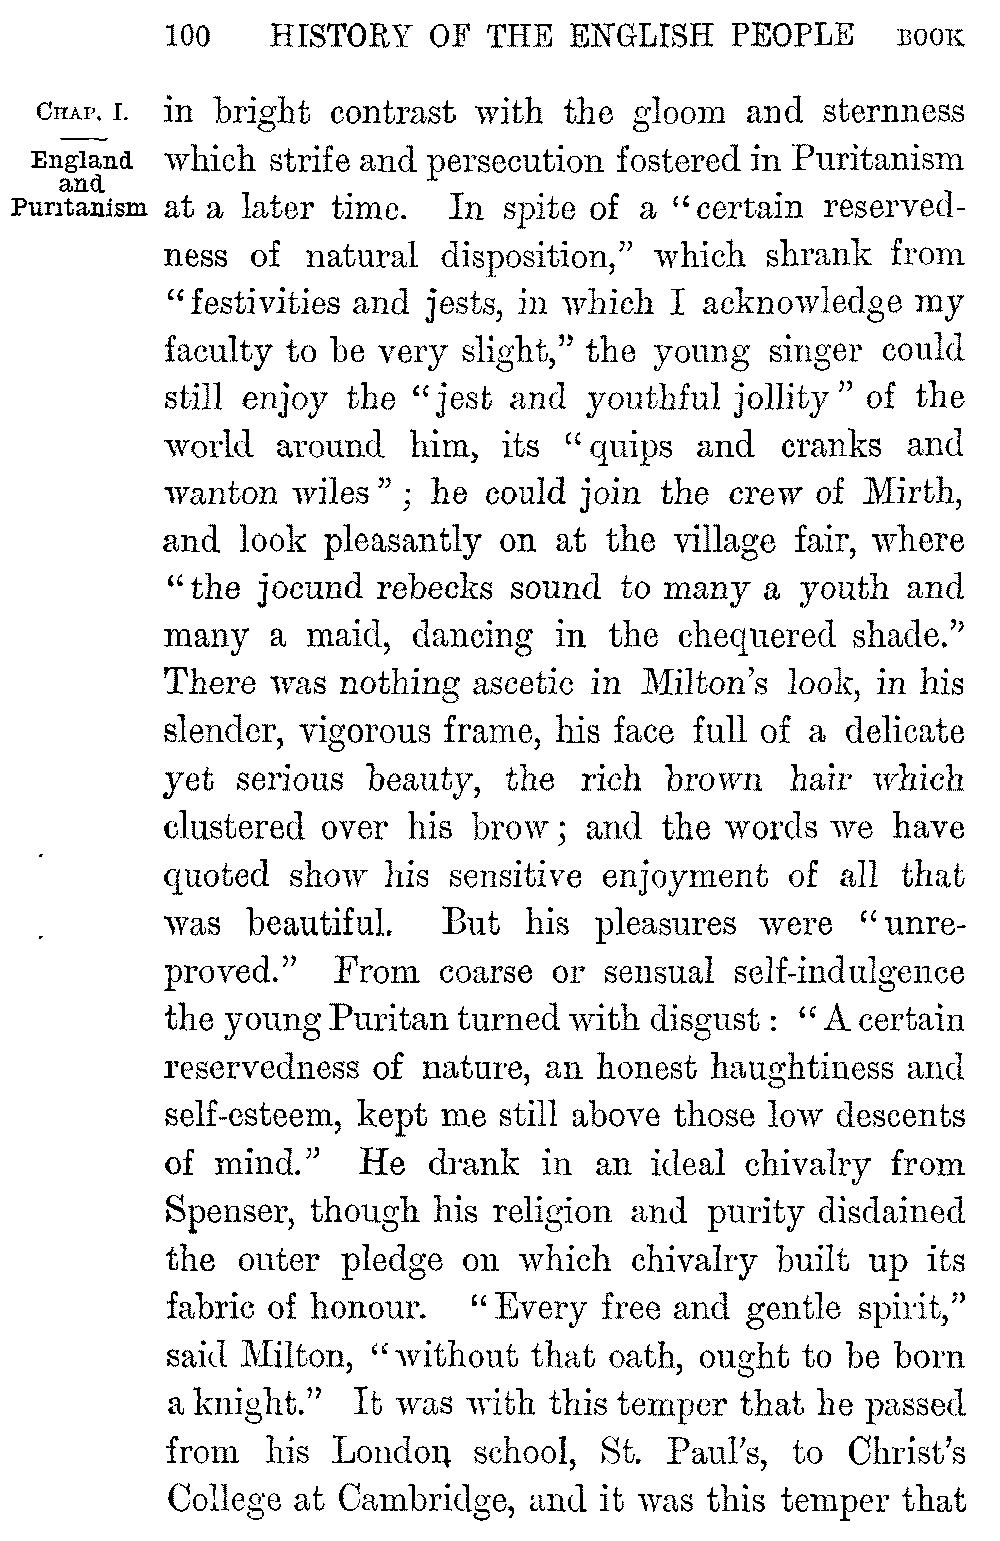 100 HISTORY OF THE ENGLISH PEOPLE BOOK
CHAP. I.
England
and
Puritanism
in bright contrast with the gloom and sternness
which strife and persecution fostered in Puritanism
at a later time. In spite of a “certain reserved-
ness of natural disposition,” which shrank from
“festivities and jests, in which I acknowledge my
faculty to be very slight,” the young singer could
still enjoy the “jest and youthful jollity” of the
world around him, its “quips and cranks and
wanton wiles”; he could join the crew of Mirth,
and look pleasantly on at the village fair, where
“the jocund rebecks sound to many a youth and
many a maid, dancing in the chequered shade.”
There was nothing ascetic in Milton’s look, in his
slender, vigorous frame, his face full of a delicate
yet serious beauty, the rich brown hair which
clustered over his brow; and the words we have
quoted show his sensitive enjoyment of all that
was beautiful. But his pleasures were “unre-
proved.” From coarse or sensual self-indulgence
the young Puritan turned with disgust: “A certain
reservedness of nature, an honest haughtiness and
self-esteem, kept me still above those low descents
of mind.” He drank in an ideal chivalry from
Spenser, though his religion and purity disdained
the outer pledge on which chivalry built up its
fabric of honour. “Every free and gentle spirit,”
said Milton, “without that oath, ought to be born
a knight.” It was with this temper that he passed
from his London school, St. Paul’s, to Christ’s
College at Cambridge, and it was this temper that